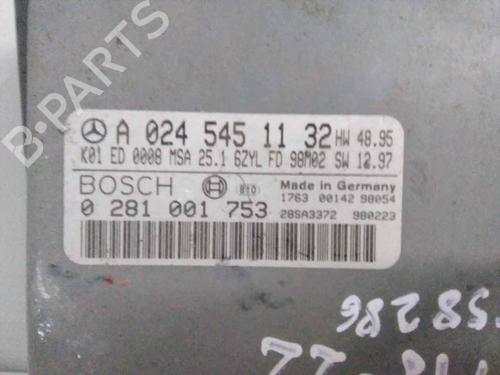 A 024 545 11 32 HW 48.95
K01 ED 0008 MSA 25.1 6ZYL FD 98M02 SW 12.97
BOSCH 810 Made in Germany
1763 00142 98054
0 281 001 753 28SA3372 980223
58286
B-Parts